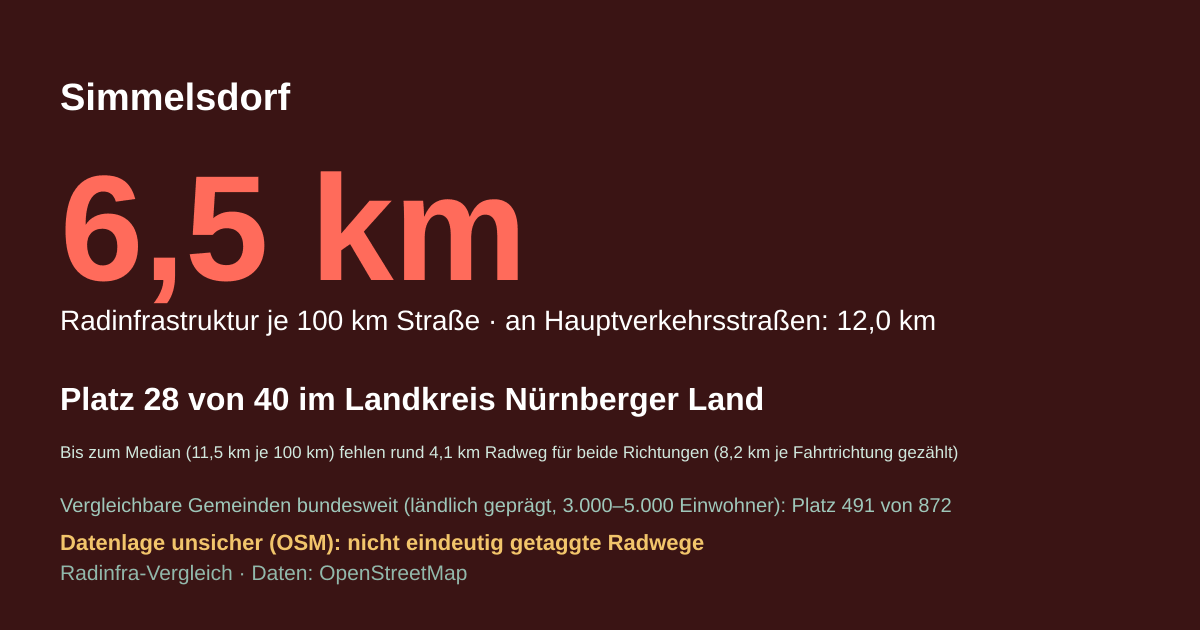 Simmelsdorf
6,5 km
Radinfrastruktur je 100 km Straße · an Hauptverkehrsstraßen: 12,0 km
Platz 28 von 40 im Landkreis Nürnberger Land
Bis zum Median (11,5 km je 100 km) fehlen rund 4,1 km Radweg für beide Richtungen (8,2 km je Fahrtrichtung gezählt)
Vergleichbare Gemeinden bundesweit (ländlich geprägt, 3.000–5.000 Einwohner): Platz 491 von 872
Datenlage unsicher (OSM): nicht eindeutig getaggte Radwege
Radinfra-Vergleich · Daten: OpenStreetMap